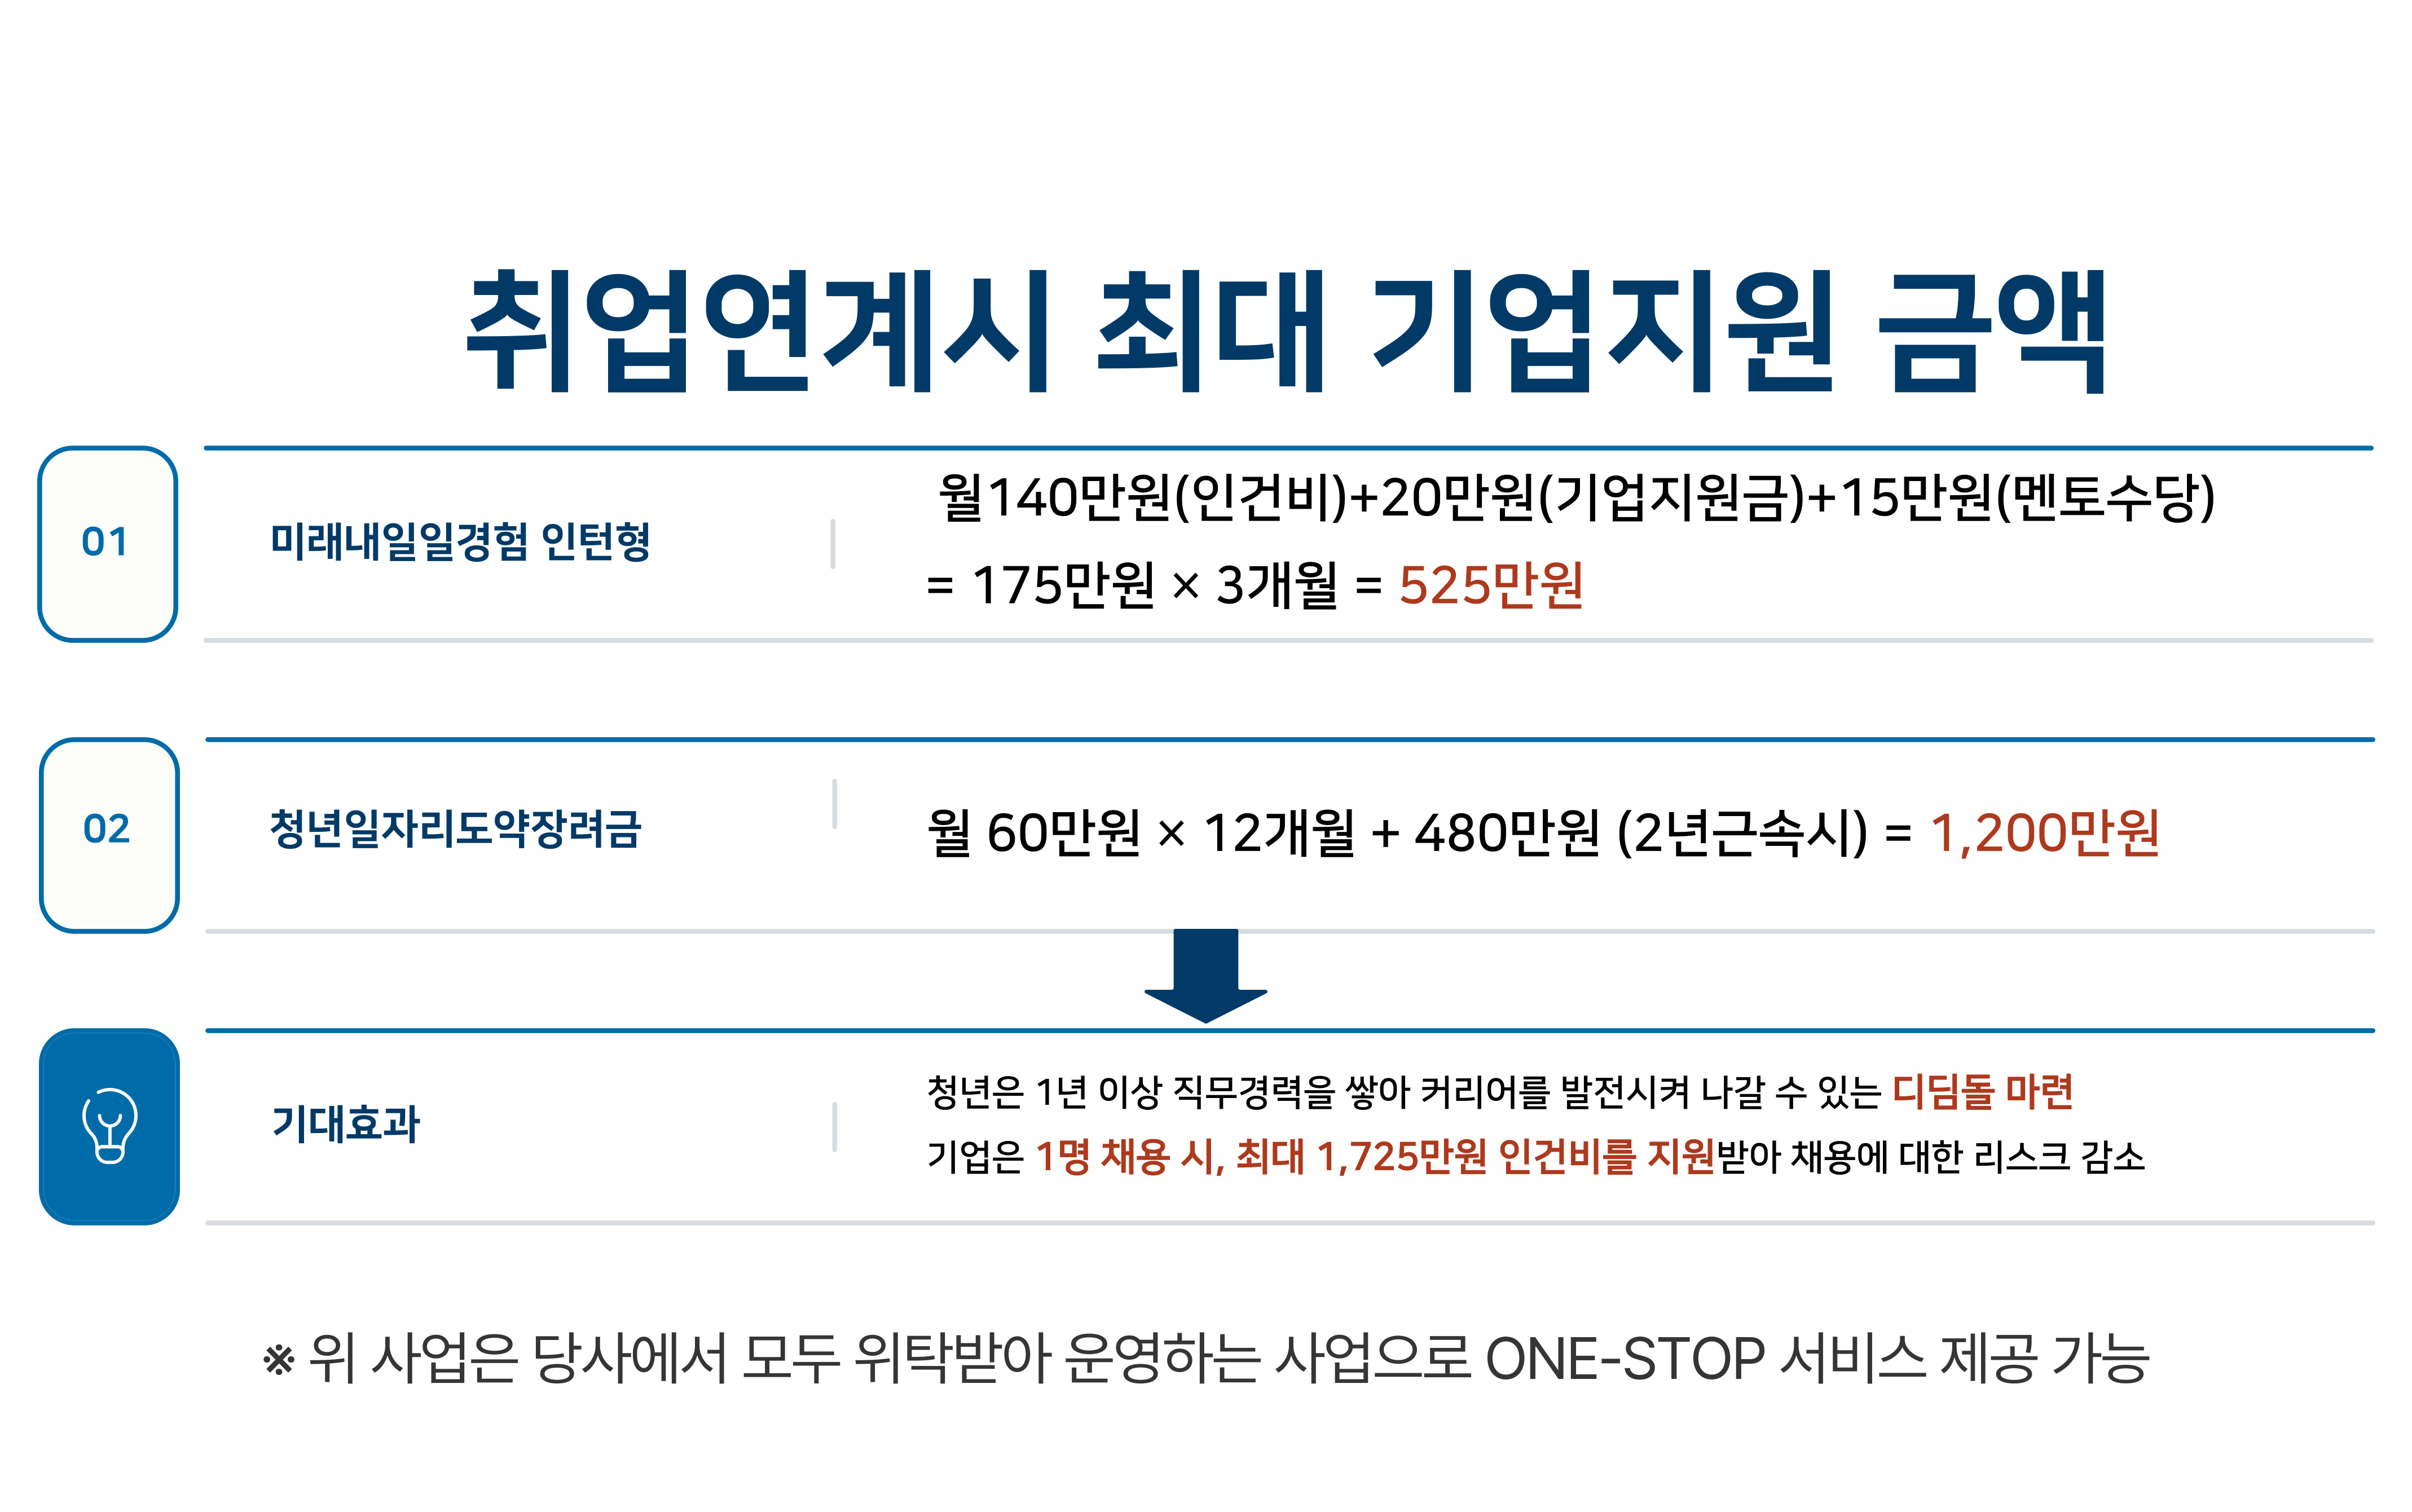 취업연계시 최대 기업지원 금액
01
미래내일일경험 인턴형
월140만원(인건비)+20만원(기업지원금)+15만원(멘토수당)
= 175만원 × 3개월 = 525만원
02
청년일자리도약장려금
월 60만원 × 12개월 + 480만원 (2년근속시) = 1,200만원
기대효과
청년은 1년 이상 직무경력을 쌓아 커리어를 발전시켜 나갈 수 있는 디딤돌 마련
기업은 1명 채용 시, 최대 1,725만원 인건비를 지원받아 채용에 대한 리스크 감소
※ 위 사업은 당사에서 모두 위탁받아 운영하는 사업으로 ONE-STOP 서비스 제공 가능